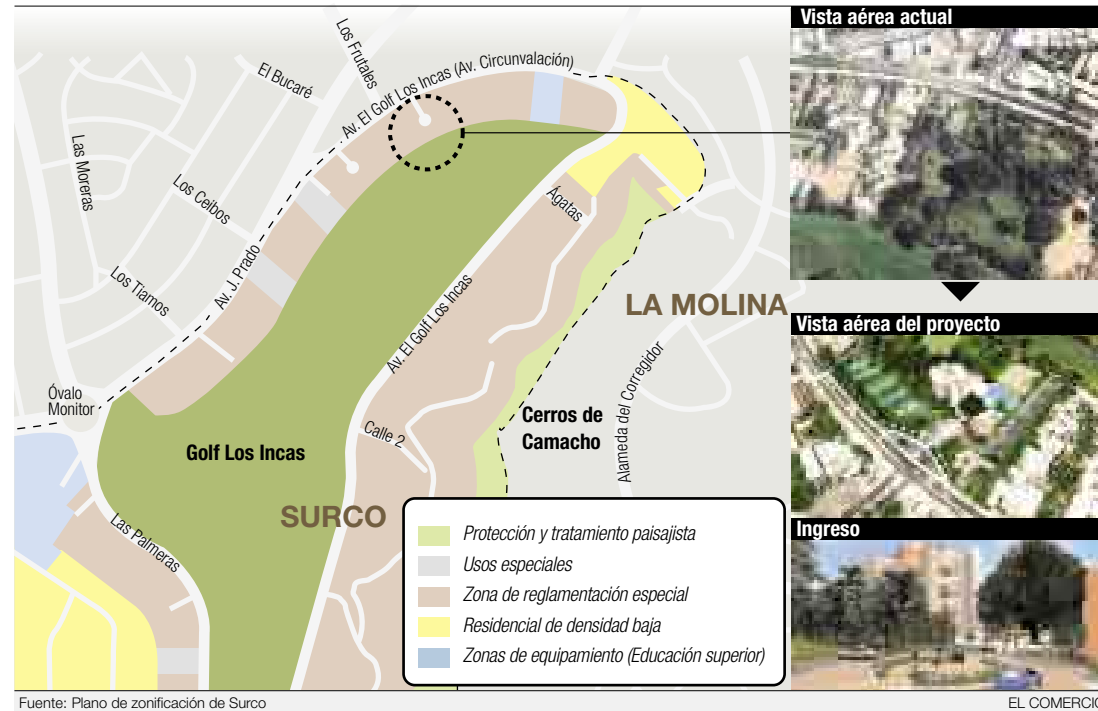 Vista aérea actual
Los Frutales
El Bucaré
Av. El Golf Los Incas (Av. Circunvalación)
Las Moreras
Los Ceibos
Ágatas
Los Tiamos
Av. J. Prado
Av. El Golf Los Incas
LA MOLINA
Vista aérea del proyecto
Óvalo
Monitor
Alameda del Corregidor
Cerros de
Camacho
Calle 2
Golf Los Incas
SURCO
Las Palmeras
Ingreso
Protección y tratamiento paisajista
Usos especiales
Zona de reglamentación especial
Residencial de densidad baja
Zonas de equipamiento (Educación superior)
Fuente: Plano de zonificación de Surco
EL COMERCIO